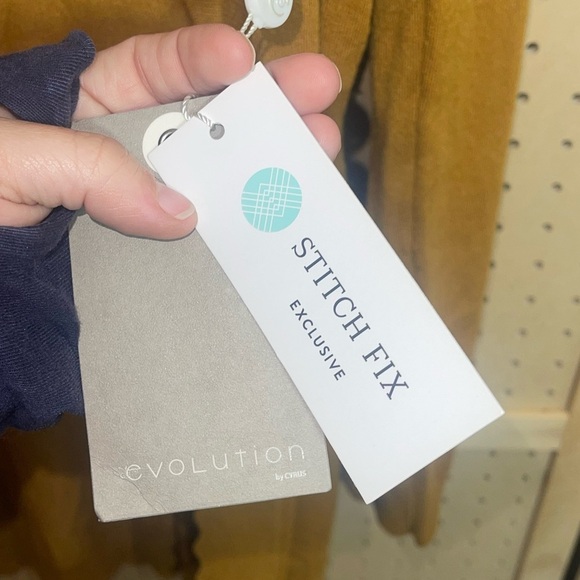 STITCH FIX
EXCLUSIVE
evolution
by CYRUS